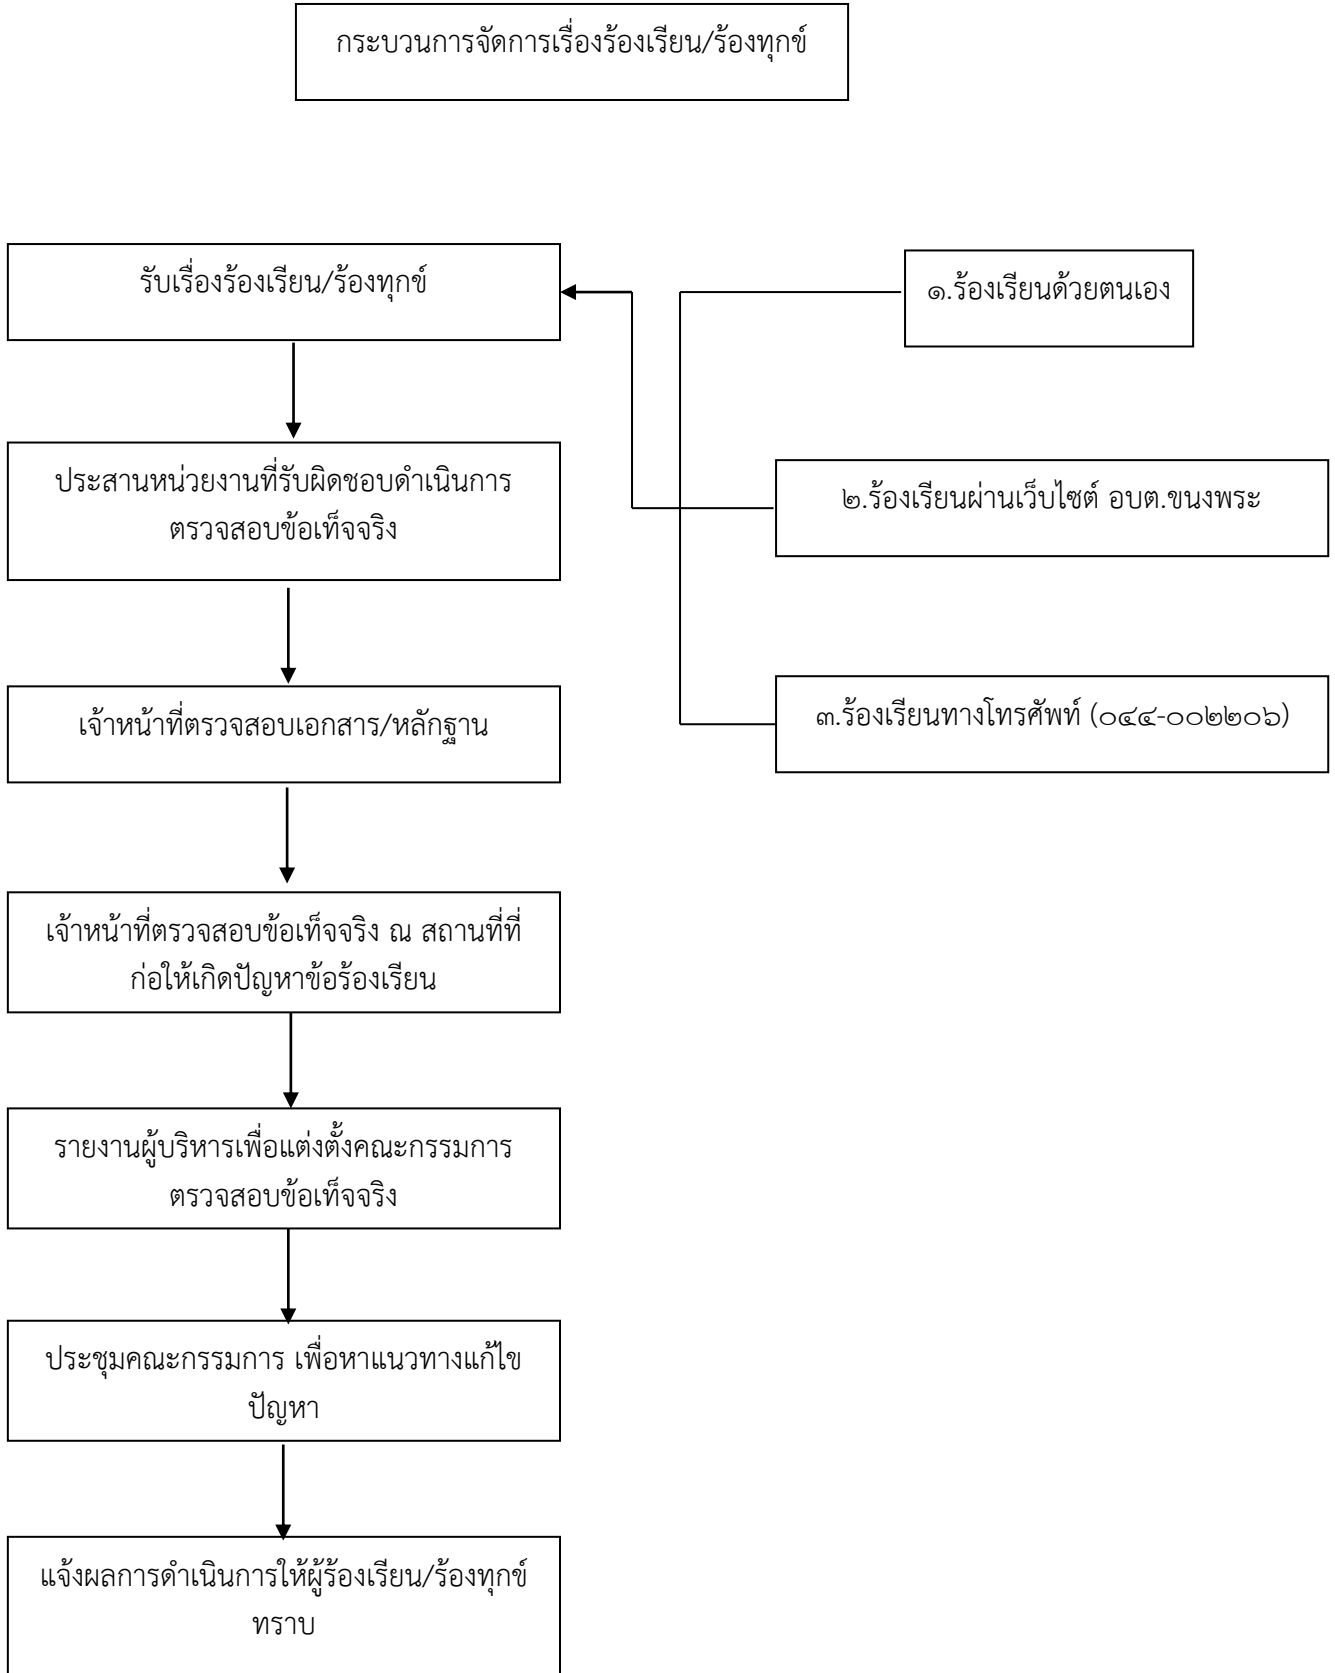 กระบวนการจัดการเรื่องร้องเรียน/ร้องทุกข์
รับเรื่องร้องเรียน/ร้องทุกข์
๑.ร้องเรียนด้วยตนเอง
ประสานหน่วยงานที่รับผิดชอบดำเนินการ
ตรวจสอบข้อเท็จจริง
๒.ร้องเรียนผ่านเว็บไซต์ อบต.ขนงพระ
เจ้าหน้าที่ตรวจสอบเอกสาร/หลักฐาน
๓.ร้องเรียนทางโทรศัพท์ (๐๔๔-๐๐๒๒๐๖)
เจ้าหน้าที่ตรวจสอบข้อเท็จจริง ณ สถานที่ที่
ก่อให้เกิดปัญหาข้อร้องเรียน
รายงานผู้บริหารเพื่อแต่งตั้งคณะกรรมการ
ตรวจสอบข้อเท็จจริง
ประชุมคณะกรรมการ เพื่อหาแนวทางแก้ไข
ปัญหา
แจ้งผลการดำเนินการให้ผู้ร้องเรียน/ร้องทุกข์
ทราบ